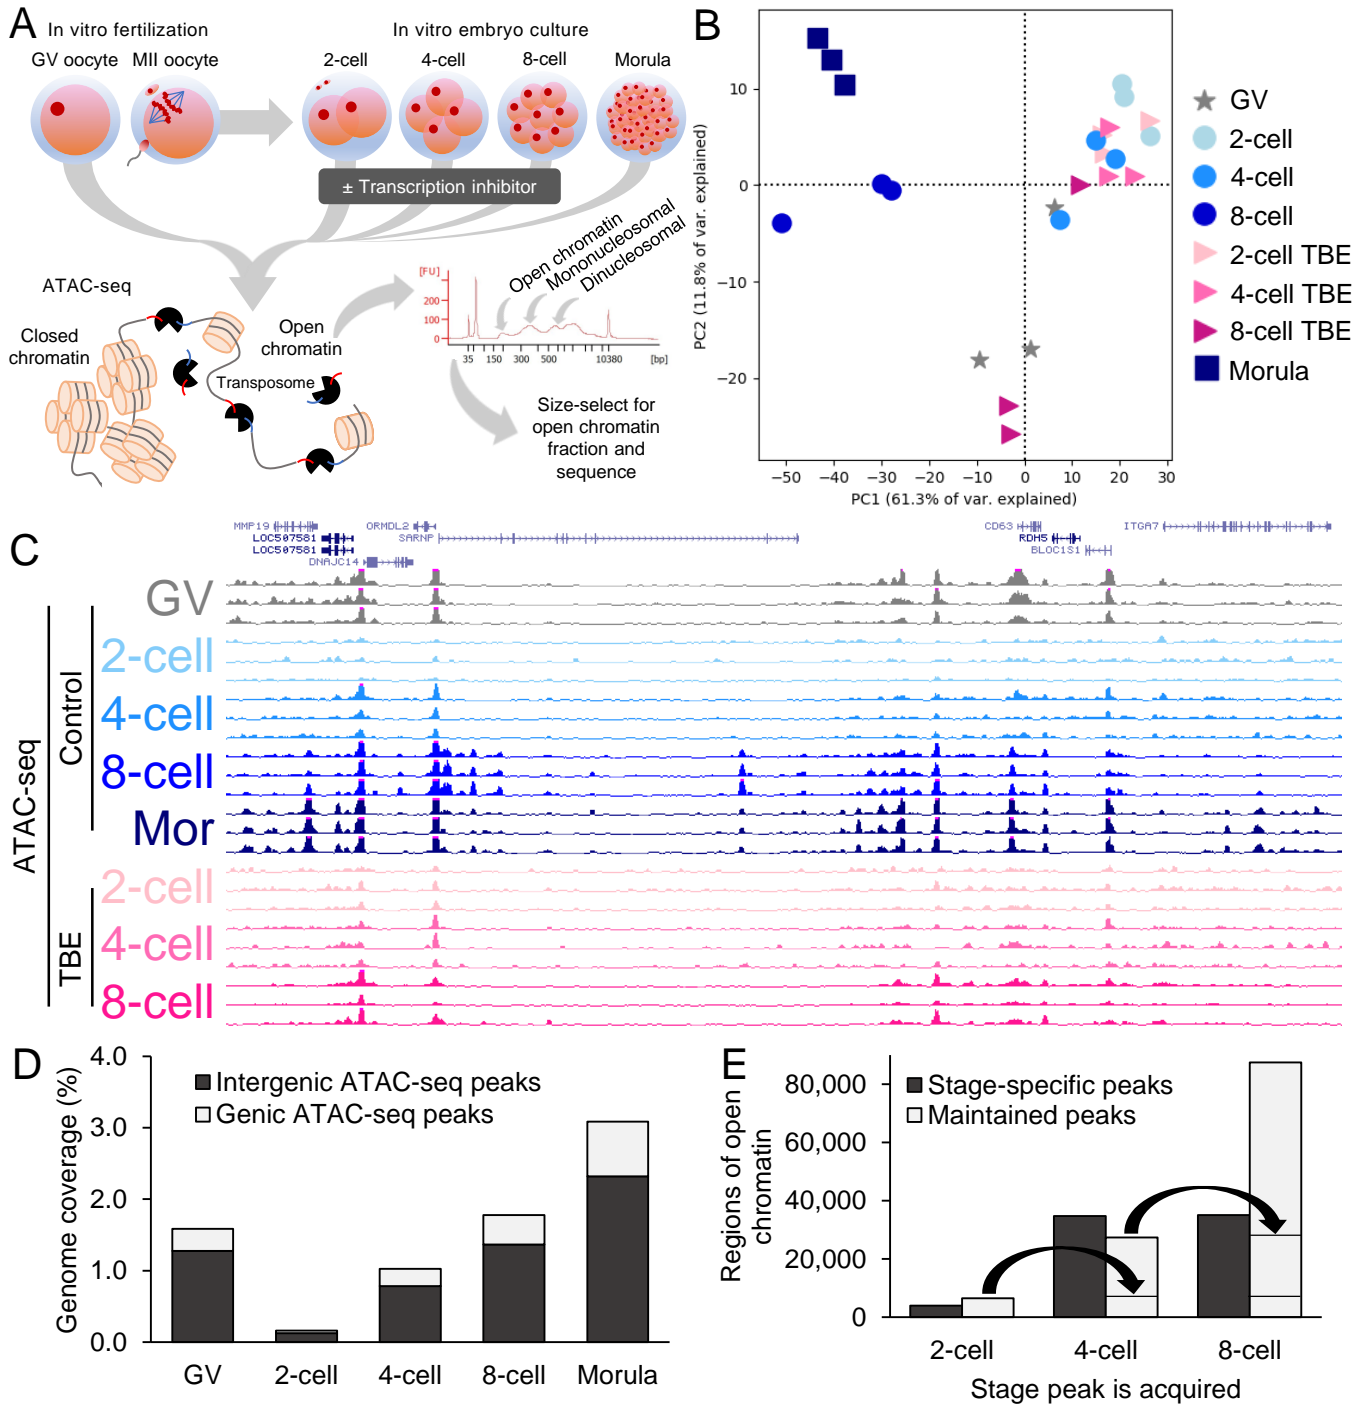 A
In vitro fertilization
In vitro embryo culture
GV oocyte
MII oocyte
2-cell
4-cell
8-cell
Morula
± Transcription inhibitor
ATAC-seq
Closed
chromatin
Open
chromatin
Transposome
Open chromatin
Mononucleosomal
Dinucleosomal
[FU]
200
100
0
35 150 300 500 10380 [bp]
Size-select for
open chromatin
fraction and
sequence
B
PC2 (11.8% of var. explained)
10
0
−10
−20
−50 −40 −30 −20 −10 0 10 20 30
PC1 (61.3% of var. explained)
GV
2-cell
4-cell
8-cell
2-cell TBE
4-cell TBE
8-cell TBE
Morula
C
MMP19
LOC507581
LOC507581
DNAJC14
ORMDL2
SARNP
CD63
RDH5
BLOC1S1
ITGA7
ATAC-seq
Control
TBE
GV
2-cell
4-cell
8-cell
Mor
2-cell
4-cell
8-cell
D
Genome coverage (%)
4.0
3.0
2.0
1.0
0.0
Intergenic ATAC-seq peaks
Genic ATAC-seq peaks
GV 2-cell 4-cell 8-cell Morula
E
Regions of open
chromatin
80,000
60,000
40,000
20,000
0
Stage-specific peaks
Maintained peaks
2-cell 4-cell 8-cell
Stage peak is acquired